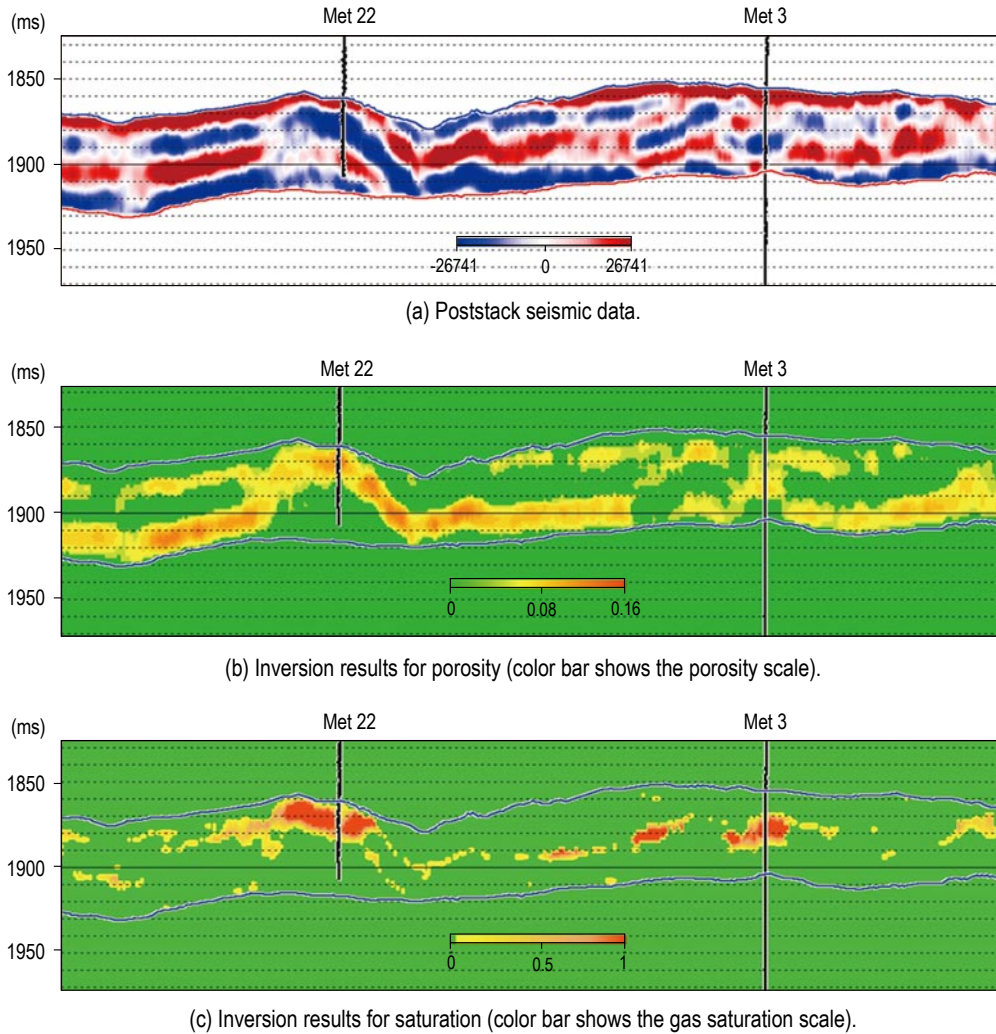 (ms) Met 22 Met 3
1850
1900
1950
-26741 0 26741
(a) Poststack seismic data.
(ms) Met 22 Met 3
1850
1900
1950
0 0.08 0.16
(b) Inversion results for porosity (color bar shows the porosity scale).
(ms) Met 22 Met 3
1850
1900
1950
0 0.5 1
(c) Inversion results for saturation (color bar shows the gas saturation scale).